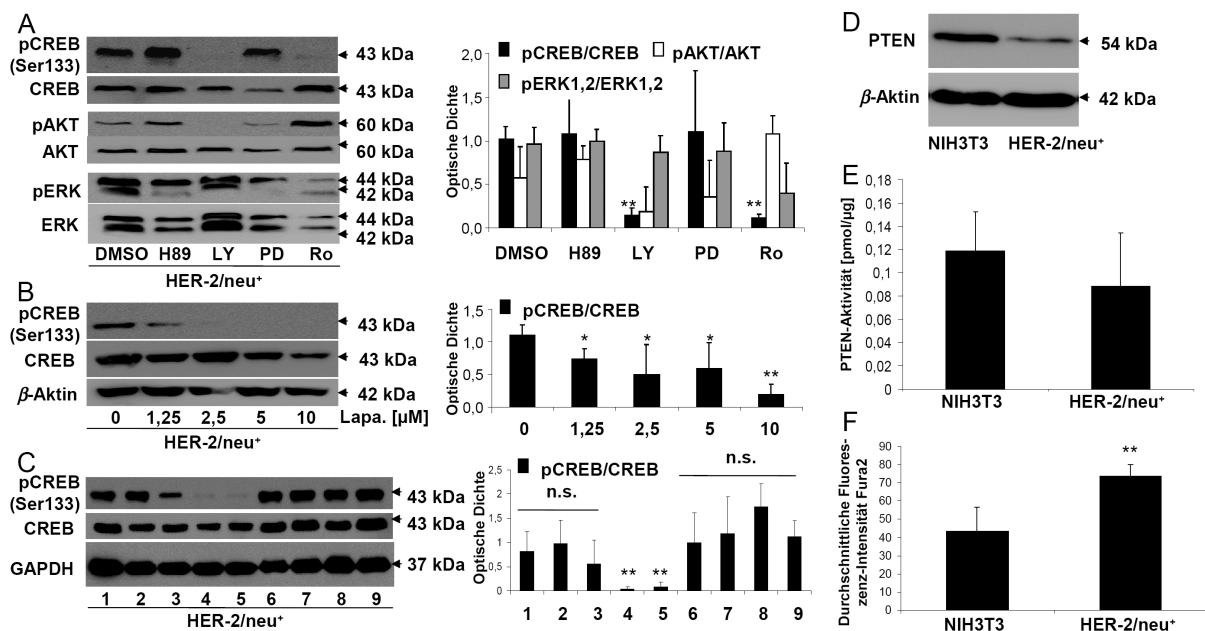 A
pCREB
(Ser133)
43 kDa
CREB
43 kDa
pAKT
60 kDa
AKT
60 kDa
pERK
44 kDa
42 kDa
ERK
44 kDa
42 kDa
DMSO H89 LY PD Ro
HER-2/neu+
pCREB/CREB pAKT/AKT
pERK1,2/ERK1,2
Optische Dichte
2,0
1,5
1,0
0,5
0,0
** **
DMSO H89 LY PD Ro
B
pCREB
(Ser133)
43 kDa
CREB
43 kDa
β-Aktin
42 kDa
0 1,25 2,5 5 10 Lapa. [µM]
HER-2/neu+
pCREB/CREB
Optische Dichte
1,5
1,0
0,5
0,0
* * * **
0 1,25 2,5 5 10
C
pCREB
(Ser133)
43 kDa
CREB
43 kDa
GAPDH
37 kDa
1 2 3 4 5 6 7 8 9
HER-2/neu+
pCREB/CREB
n.s.
n.s.
Optische Dichte
2,5
2
1,5
1
0,5
0
** **
1 2 3 4 5 6 7 8 9
D
PTEN
54 kDa
β-Aktin
42 kDa
NIH3T3 HER-2/neu+
E
PTEN-Aktivität [pmol/µg]
0,18
0,16
0,14
0,12
0,1
0,08
0,06
0,04
0,02
0
NIH3T3 HER-2/neu+
F
Durchschnittliche Fluores-
zenz-Intensität Fura2
90
80
70
60
50
40
30
20
10
0
**
NIH3T3 HER-2/neu+